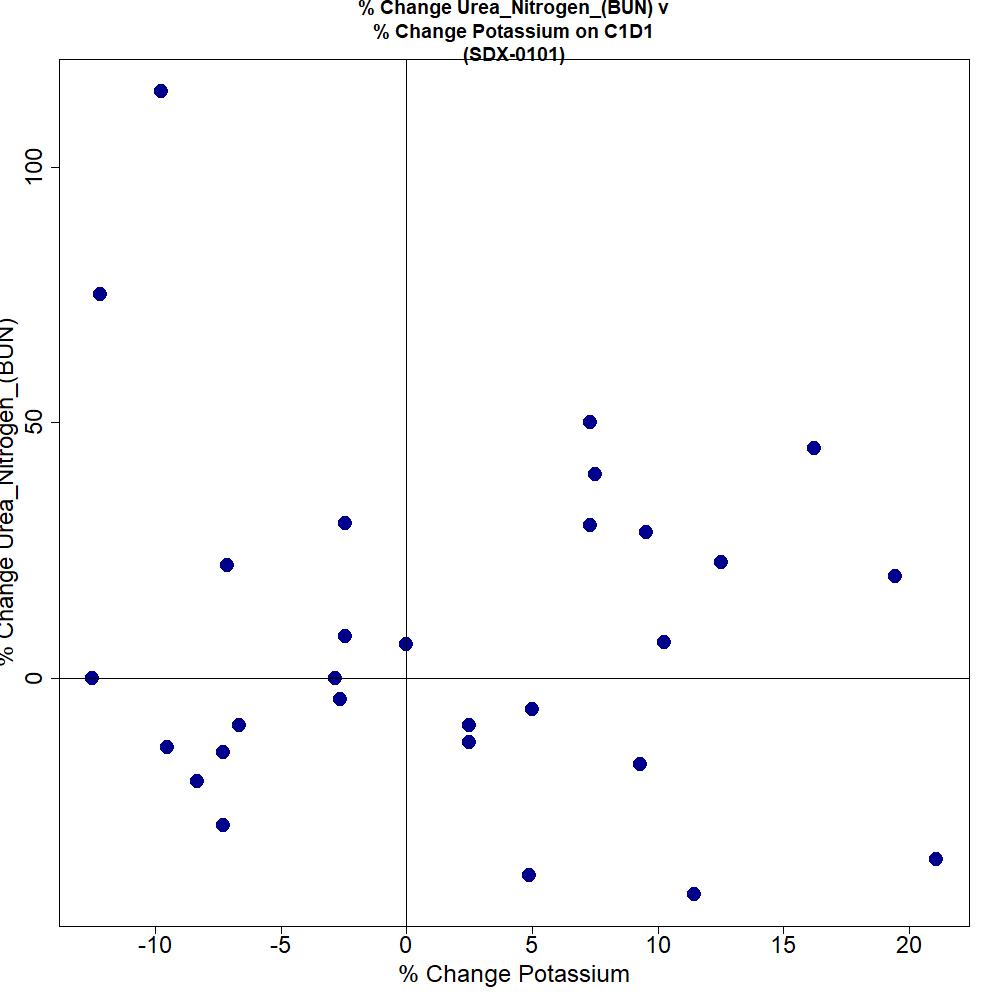 % Change Urea_Nitrogen_(BUN) v
% Change Potassium on C1D1
(SDX-0101)
% Change Urea_Nitrogen_(BUN)
100
50
0
-10
-5
0
5
10
15
20
% Change Potassium